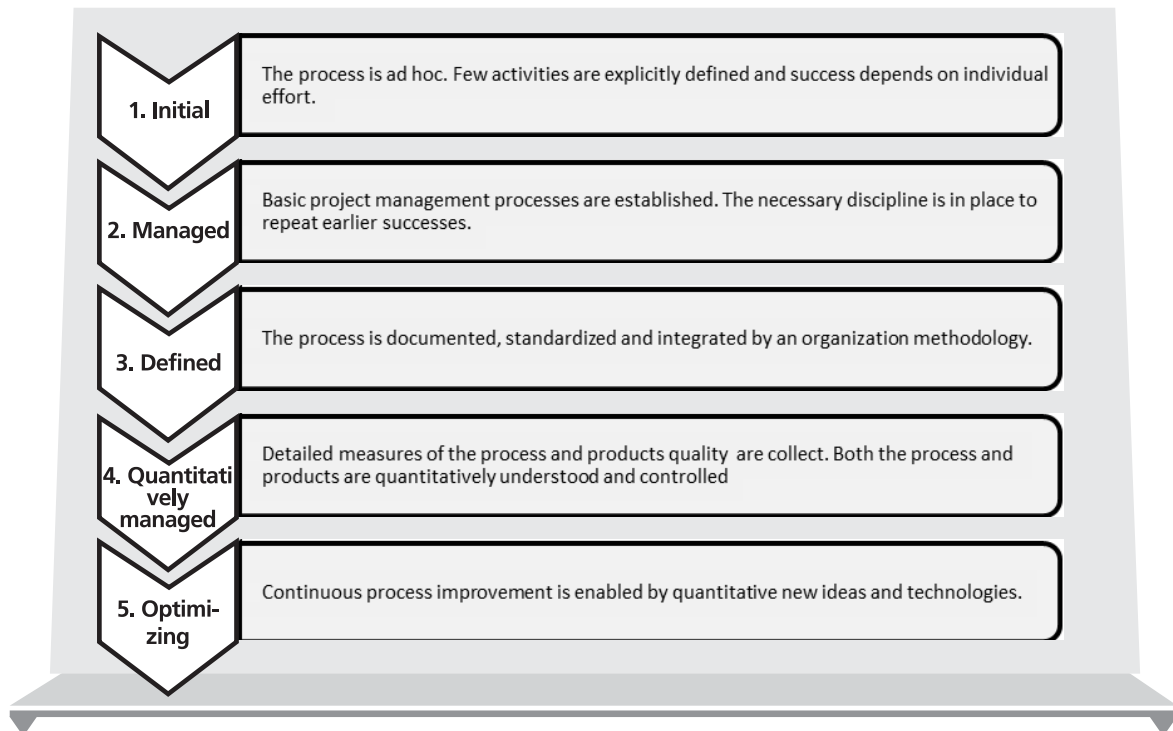 1. Initial
The process is ad hoc. Few activities are explicitly defined and success depends on individual
effort.
2. Managed
Basic project management processes are established. The necessary discipline is in place to
repeat earlier successes.
3. Defined
The process is documented, standardized and integrated by an organization methodology.
4. Quantitati
vely
managed
Detailed measures of the process and products quality are collect. Both the process and
products are quantitatively understood and controlled
5. Optimi-
zing
Continuous process improvement is enabled by quantitative new ideas and technologies.